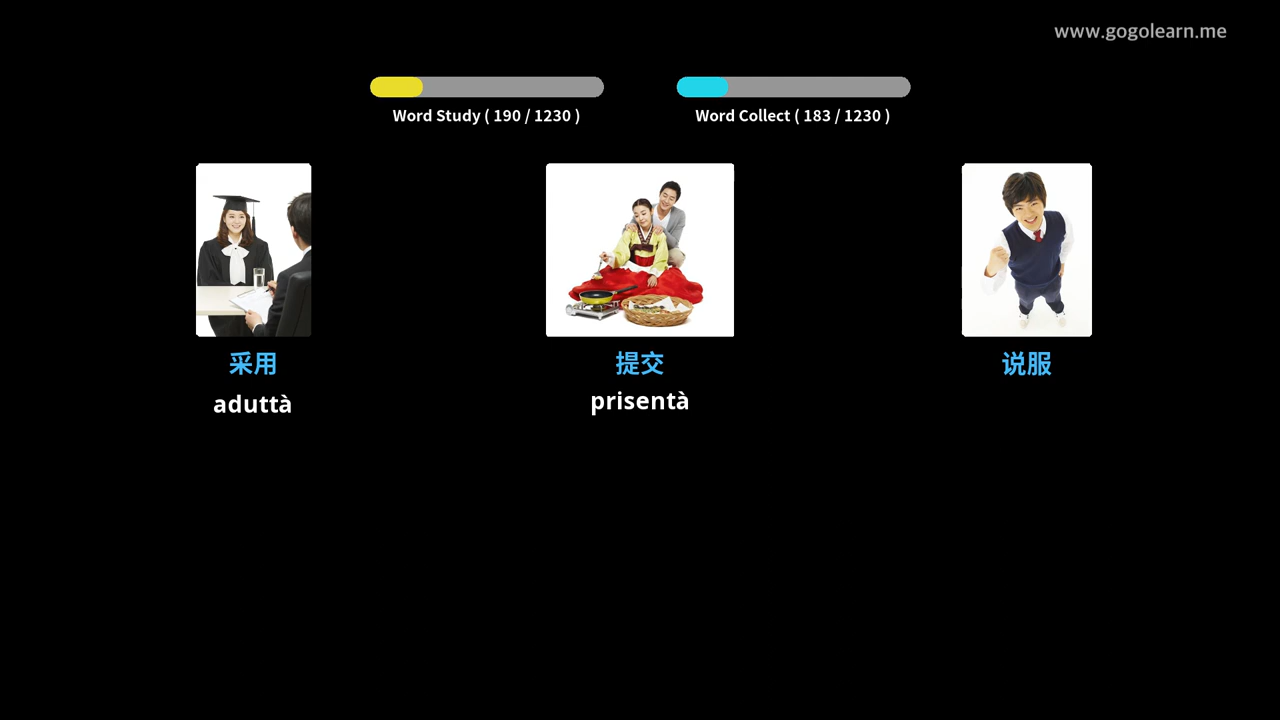 www.gogolearn.me
Word Study ( 190 / 1230 )
Word Collect ( 183 / 1230 )
采用
提交
说服
aduttà
prisentà